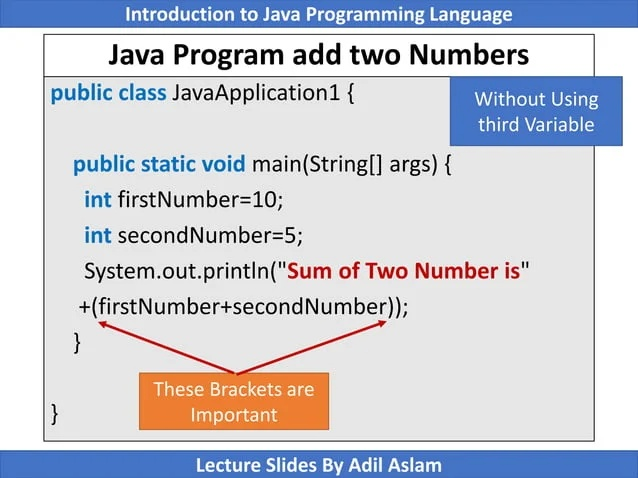 Introduction to Java Programming Language
Java Program add two Numbers
public class JavaApplication1 {
Without Using
third Variable
public static void main(String[] args) {
int firstNumber=10;
int secondNumber=5;
System.out.println("Sum of Two Number is"
+(firstNumber+secondNumber));
}
These Brackets are
Important
}
Lecture Slides By Adil Aslam